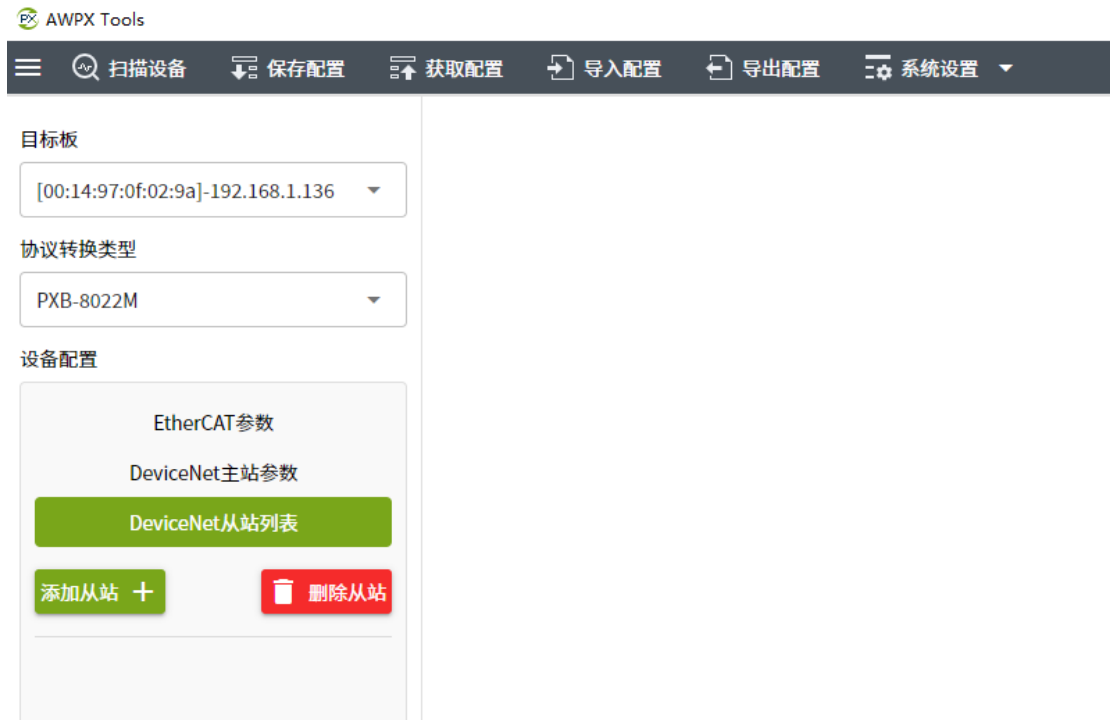 AWPX Tools
扫描设备 保存配置 获取配置 导入配置 导出配置 系统设置
目标板
[00:14:97:0f:02:9a]-192.168.1.136
协议转换类型
PXB-8022M
设备配置
EtherCAT参数
DeviceNet主站参数
DeviceNet从站列表
添加从站 删除从站